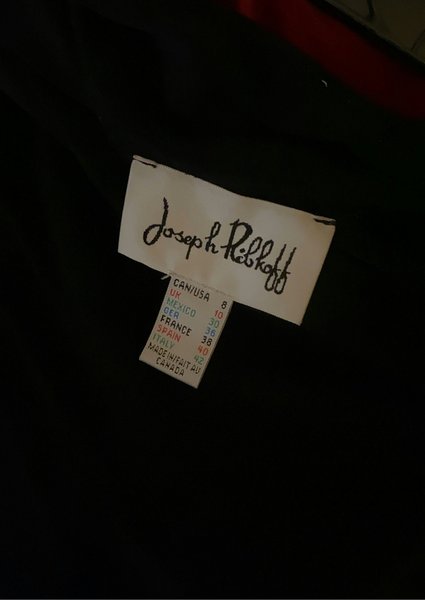 Joseph Ribkoff
CAN/USA 8
UK 10
MEXICO 30
GER 36
FRANCE 38
SPAIN 40
ITALY 42
MADE IN/FAIT AU
CANADA